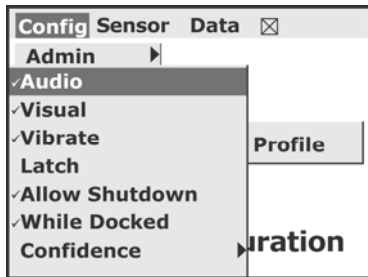 Config Sensor Data
Admin
✓Audio
✓Visual
✓Vibrate
Profile
Latch
✓Allow Shutdown
✓While Docked
uration
Confidence